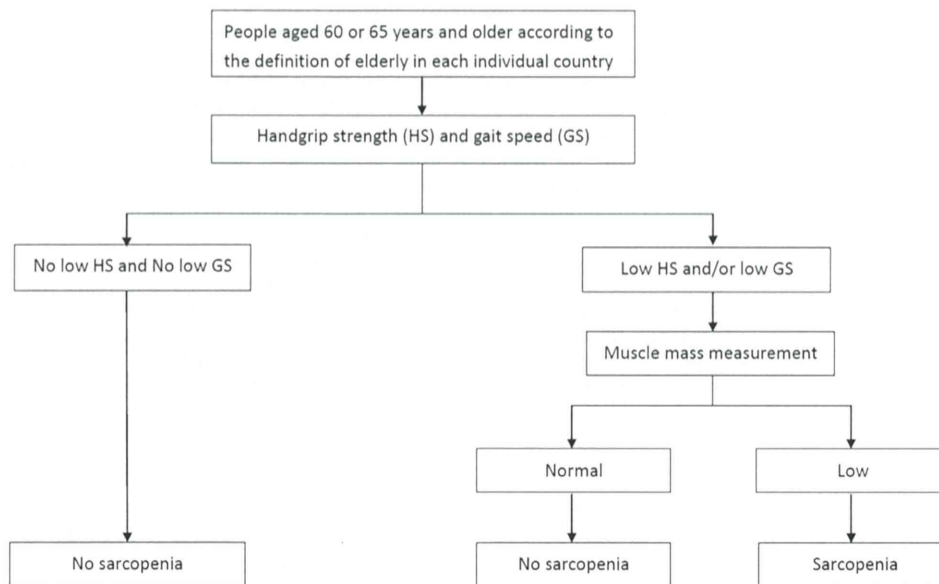 People aged 60 or 65 years and older according to
the definition of elderly in each individual country
Handgrip strength (HS) and gait speed (GS)
No low HS and No low GS
Low HS and/or low GS
Muscle mass measurement
Normal
Low
No sarcopenia
No sarcopenia
Sarcopenia